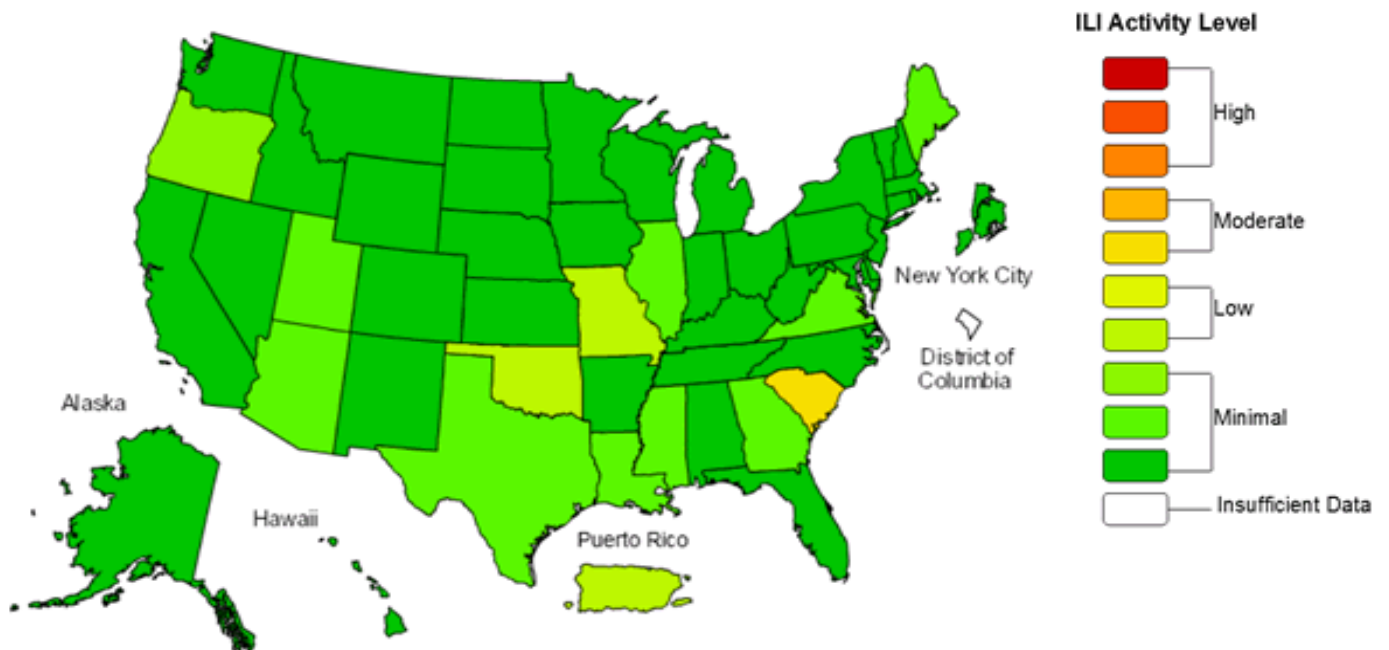 ILI Activity Level
High
Moderate
New York City
Low
District of
Columbia
Alaska
Minimal
Insufficient Data
Hawaii
Puerto Rico